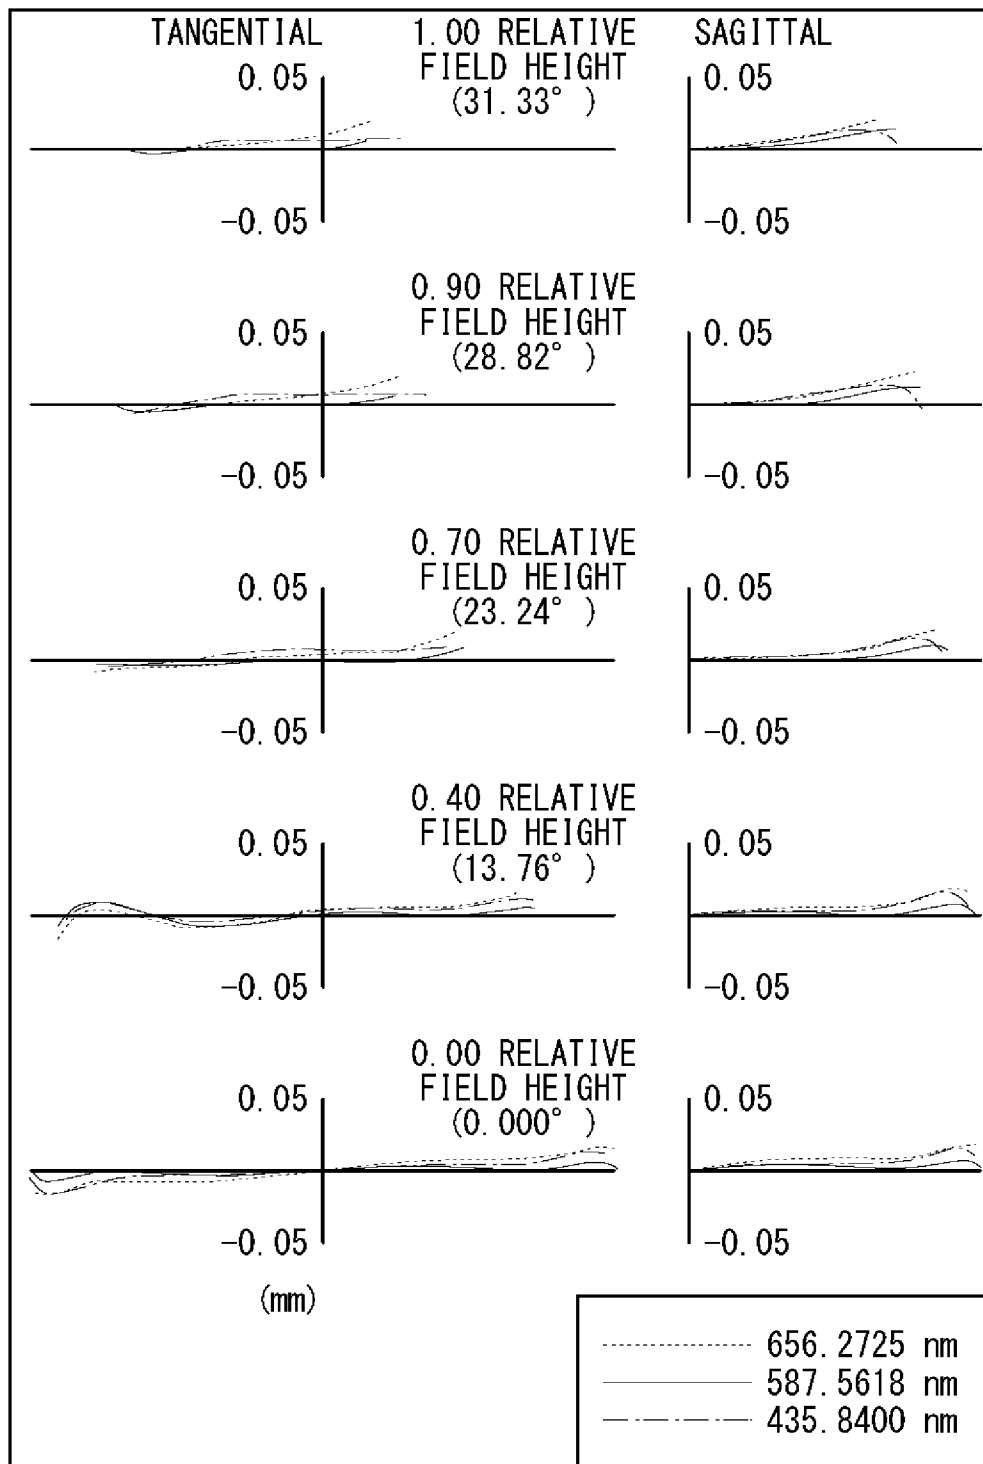 TANGENTIAL 1.00 RELATIVE SAGITTAL
FIELD HEIGHT
0.05 (31.33° ) 0.05
-0.05 -0.05
0.90 RELATIVE
FIELD HEIGHT
0.05 (28.82° ) 0.05
-0.05 -0.05
0.70 RELATIVE
FIELD HEIGHT
0.05 (23.24° ) 0.05
-0.05 -0.05
0.40 RELATIVE
FIELD HEIGHT
0.05 (13.76° ) 0.05
-0.05 -0.05
0.00 RELATIVE
FIELD HEIGHT
0.05 (0.000° ) 0.05
-0.05 -0.05
(mm)
656.2725 nm
587.5618 nm
435.8400 nm